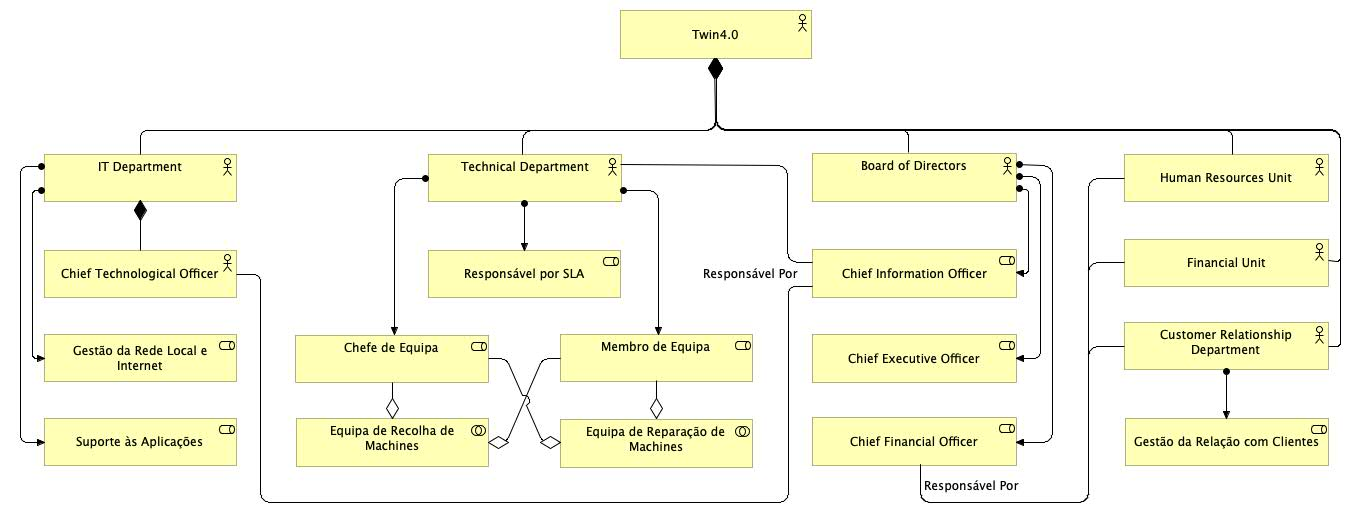 Twin4.0
IT Department
Technical Department
Board of Directors
Human Resources Unit
Chief Technological Officer
Responsável por SLA
Responsável Por
Chief Information Officer
Financial Unit
Gestão da Rede Local e
Internet
Chefe de Equipa
Membro de Equipa
Chief Executive Officer
Customer Relationship
Department
Suporte às Aplicações
Equipa de Recolha de
Machines
Equipa de Reparação de
Machines
Chief Financial Officer
Gestão da Relação com Clientes
Responsável Por